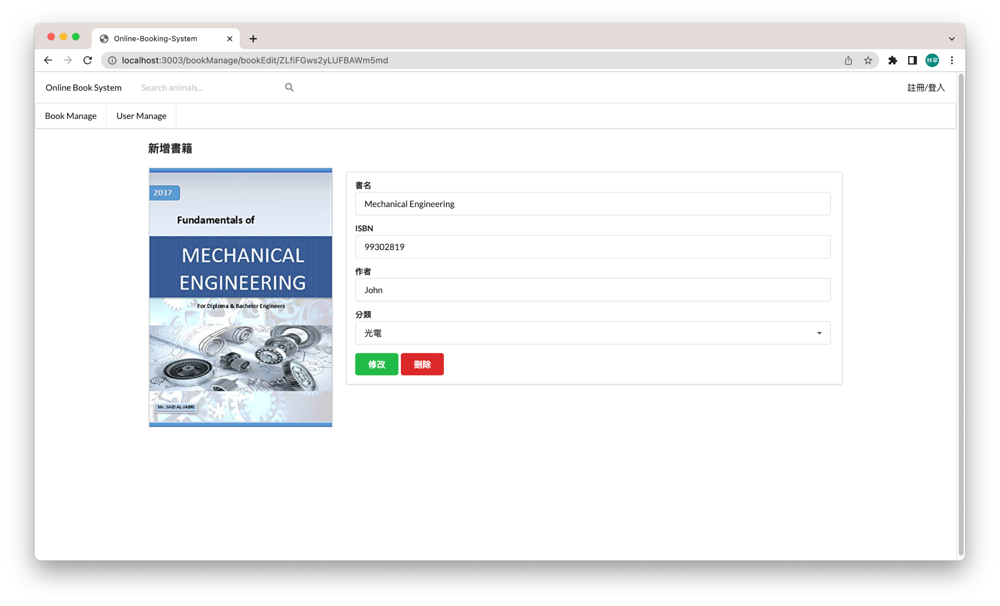 Online-Booking-System
localhost:3003/bookManage/bookEdit/ZLfiFGws2yLUFBAWm5md
林寧
Online Book System
Search animals...
註冊/登入
Book Manage
User Manage
新增書籍
2017
Fundamentals of
MECHANICAL
ENGINEERING
For Diploma & Bachelor Engineers
Mr. SAID AL-JABRI
書名
Mechanical Engineering
ISBN
99302819
作者
John
分類
光電
修改
刪除